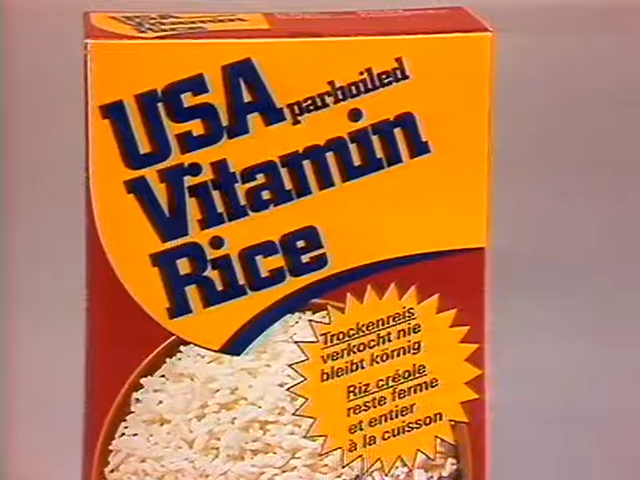 USA parboiled
Vitamin
Rice
Trockenreis
verkocht nie
bleibt körnig
Riz créole
reste ferme
et entier
à la cuisson